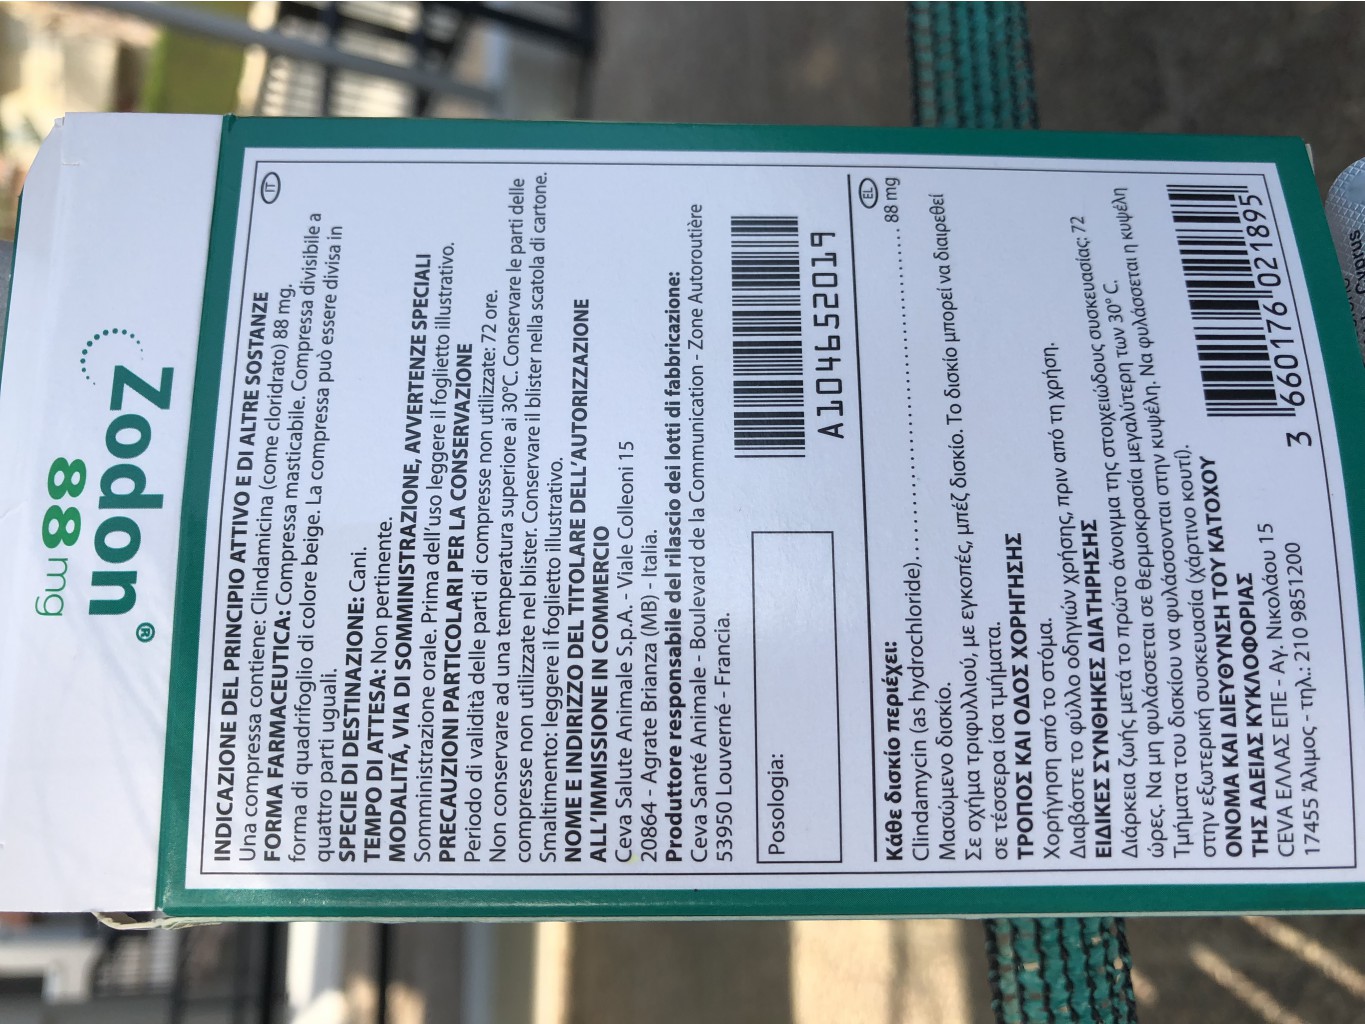 Zodon®
88 mg
IT
INDICAZIONE DEL PRINCIPIO ATTIVO E DI ALTRE SOSTANZE
Una compressa contiene: Clindamicina (come cloridrato) 88 mg.
FORMA FARMACEUTICA: Compressa masticabile. Compressa divisibile a
forma di quadrifoglio di colore beige. La compressa può essere divisa in
quattro parti uguali.
SPECIE DI DESTINAZIONE: Cani.
TEMPO DI ATTESA: Non pertinente.
MODALITÁ, VIA DI SOMMINISTRAZIONE, AVVERTENZE SPECIALI
Somministrazione orale. Prima dell'uso leggere il foglietto illustrativo.
PRECAUZIONI PARTICOLARI PER LA CONSERVAZIONE
Periodo di validità delle parti di compresse non utilizzate: 72 ore.
Non conservare ad una temperatura superiore ai 30°C. Conservare le parti delle
compresse non utilizzate nel blister. Conservare il blister nella scatola di cartone.
Smaltimento: leggere il foglietto illustrativo.
NOME E INDIRIZZO DEL TITOLARE DELL'AUTORIZZAZIONE
ALL'IMMISSIONE IN COMMERCIO
Ceva Salute Animale S.p.A. - Viale Colleoni 15
20864 - Agrate Brianza (MB) - Italia.
Produttore responsabile del rilascio dei lotti di fabbricazione:
Ceva Santé Animale - Boulevard de la Communication - Zone Autoroutière
53950 Louverné - Francia.
Posologia:
A104652019
EL
Κάθε δισκίο περιέχει:
Clindamycin (as hydrochloride)........................................ 88 mg
Μασώμενο δισκίο.
Σε σχήμα τριφυλλιού, με εγκοπές, μπεζ δισκίο. Το δισκίο μπορεί να διαιρεθεί
σε τέσσερα ίσα τμήματα.
ΤΡΟΠΟΣ ΚΑΙ ΟΔΟΣ ΧΟΡΗΓΗΣΗΣ
Χορήγηση από το στόμα.
Διαβάστε το φύλλο οδηγιών χρήσης, πριν από τη χρήση.
ΕΙΔΙΚΕΣ ΣΥΝΘΗΚΕΣ ΔΙΑΤΗΡΗΣΗΣ
Διάρκεια ζωής μετά το πρώτο άνοιγμα της στοιχειώδους συσκευασίας: 72
ώρες. Να μη φυλάσσεται σε θερμοκρασία μεγαλύτερη των 30° C.
Τμήματα του δισκίου να φυλάσσονται στην κυψέλη. Να φυλάσσεται η κυψέλη
στην εξωτερική συσκευασία (χάρτινο κουτί).
ΟΝΟΜΑ ΚΑΙ ΔΙΕΥΘΥΝΣΗ ΤΟΥ ΚΑΤΟΧΟΥ
ΤΗΣ ΑΔΕΙΑΣ ΚΥΚΛΟΦΟΡΙΑΣ
CEVA ΕΛΛΑΣ ΕΠΕ - Αγ. Νικολάου 15
17455 Άλιμος - τηλ.: 210 9851200
3 660176 021895
Cyprus